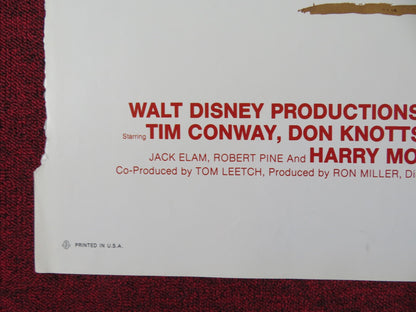 WALT DISNEY PRODUCTIONS
Starring TIM CONWAY, DON KNOTTS
JACK ELAM, ROBERT PINE And HARRY MO
Co-Produced by TOM LEETCH, Produced by RON MILLER, Di
PRINTED IN U.S.A.